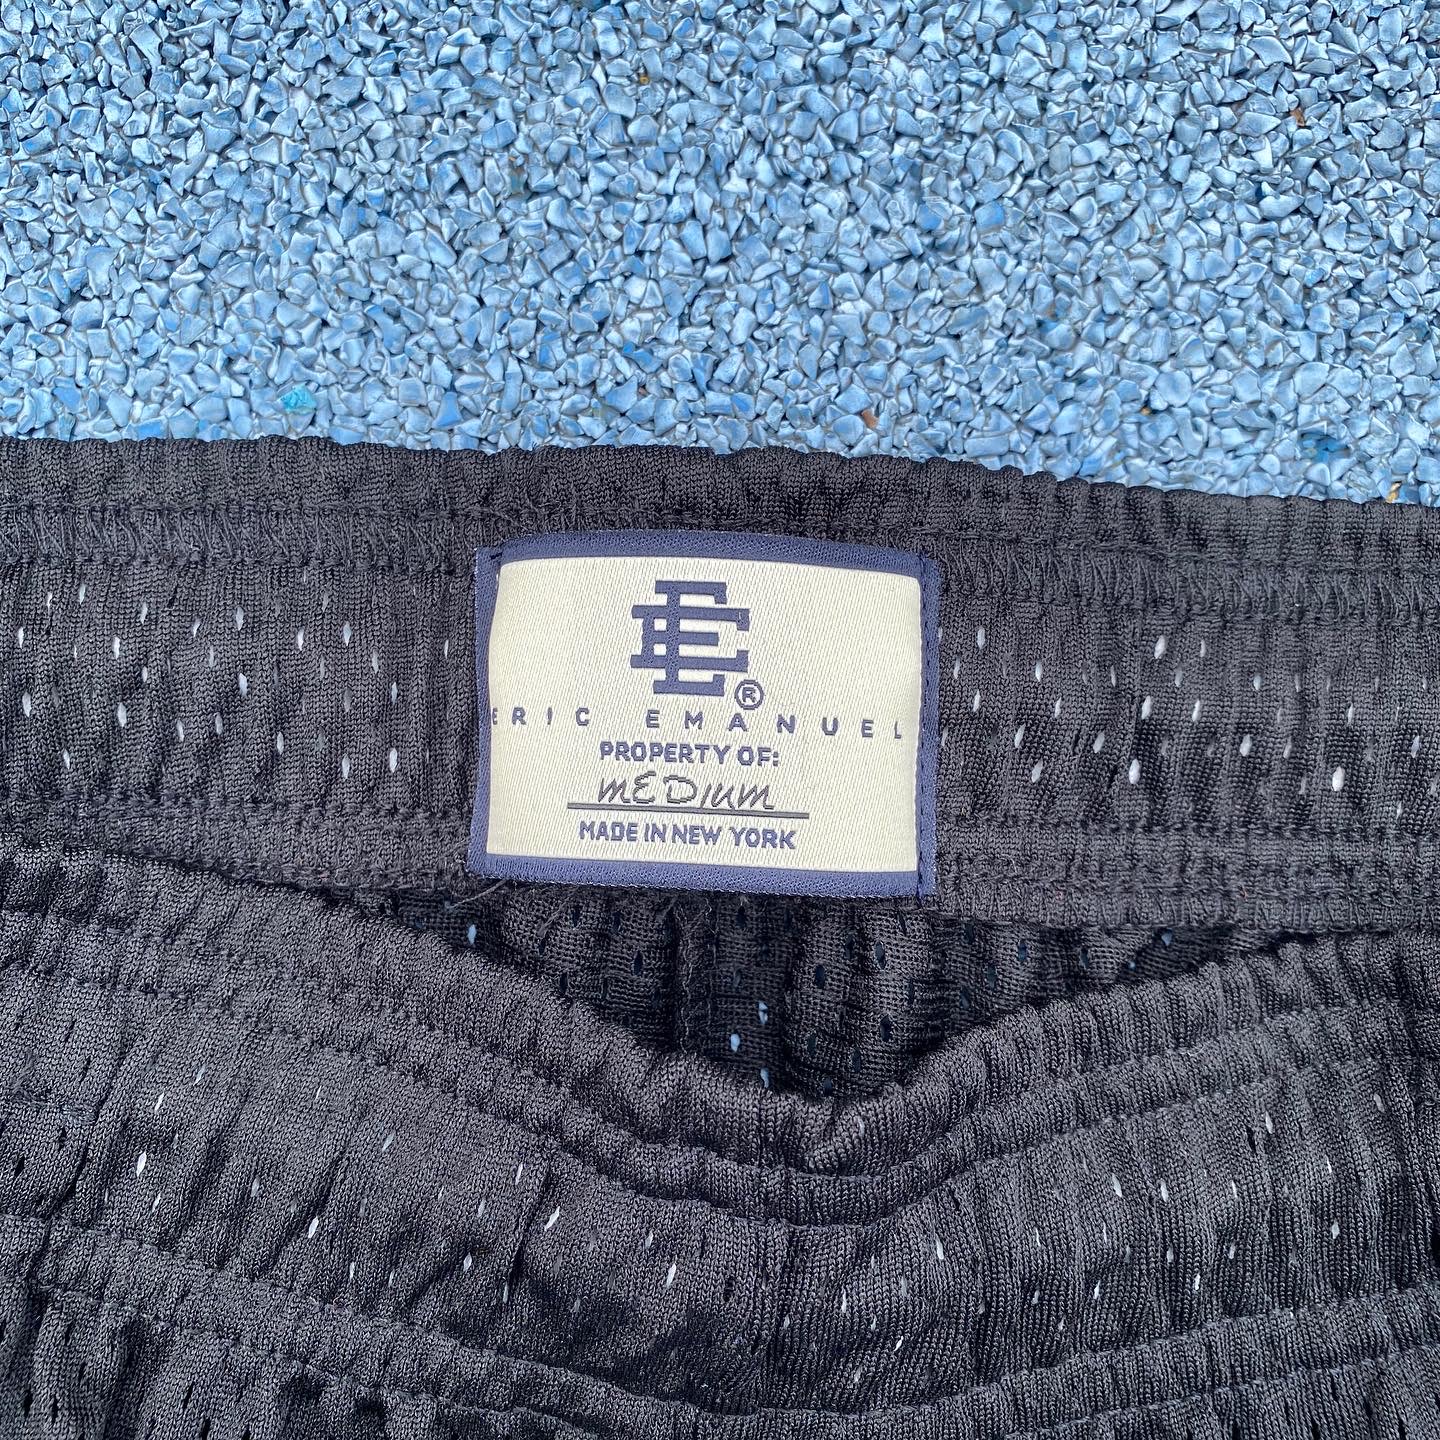 EE®
ERIC EMANUEL
PROPERTY OF:
MEDIUM
MADE IN NEW YORK